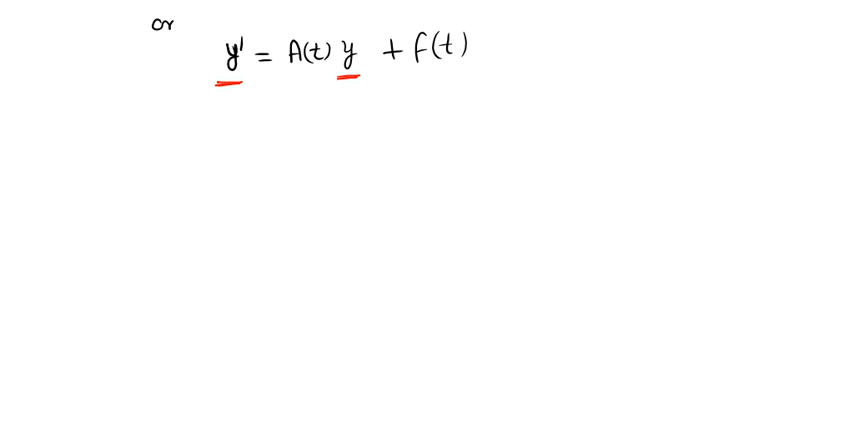 or
y' = A(t) y + f(t)